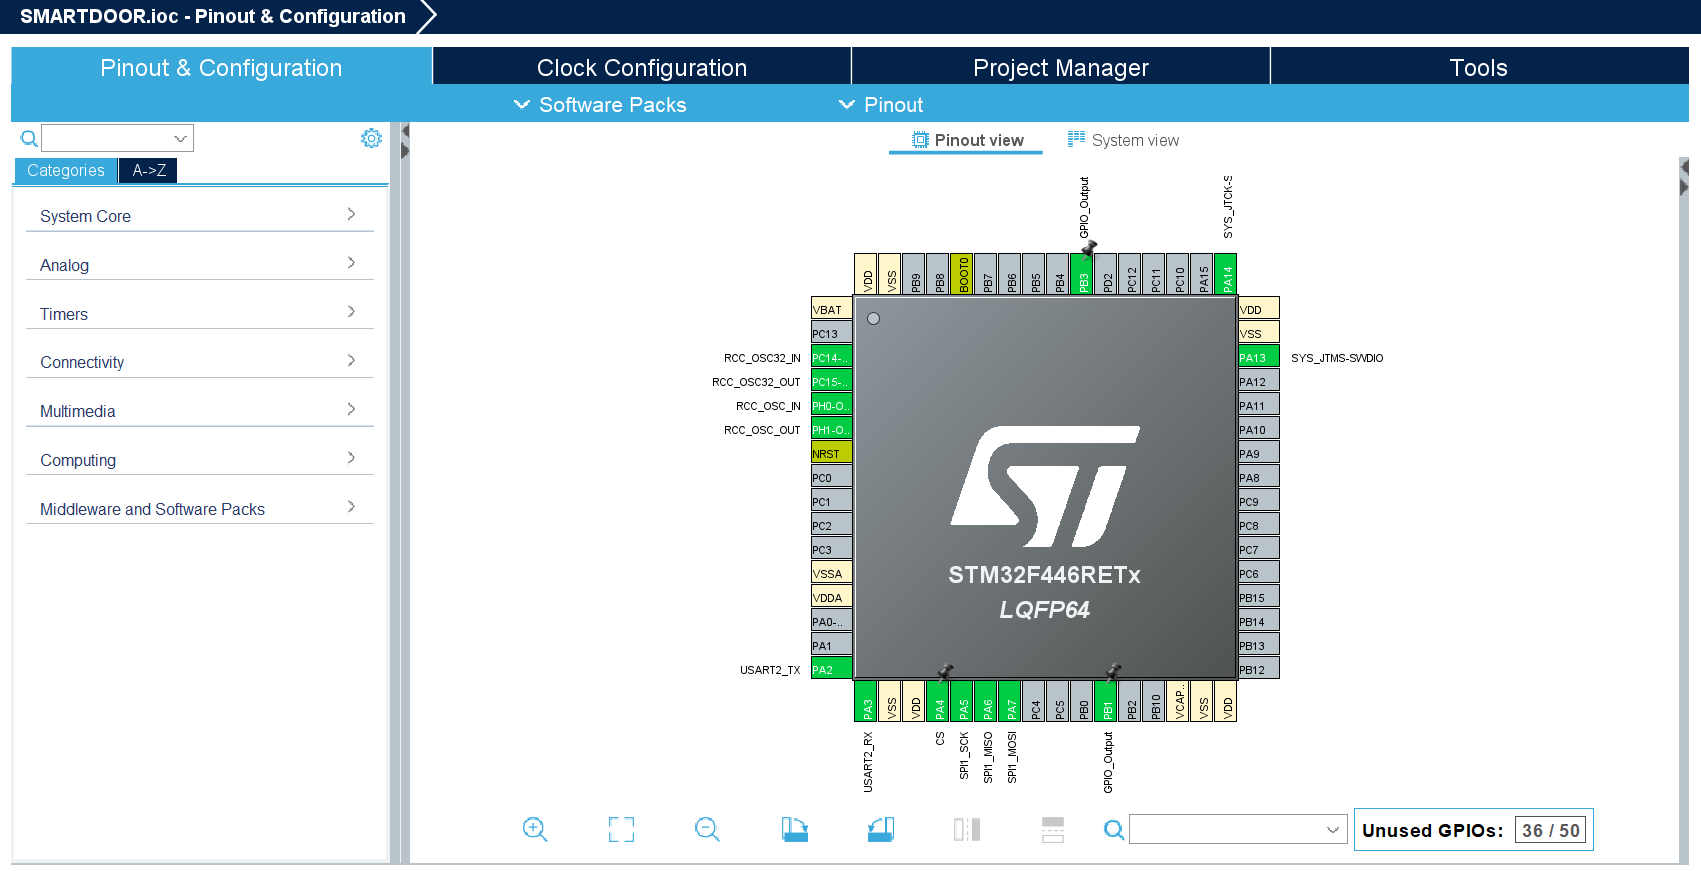 SMARTDOOR.ioc - Pinout & Configuration
Pinout & Configuration
Clock Configuration
Project Manager
Tools
Software Packs
Pinout
Pinout view
System view
Categories
A->Z
System Core
Analog
Timers
Connectivity
Multimedia
Computing
Middleware and Software Packs
GPIO_Output
SYS_JTCK-S
VDD
VSS
PB9
PB8
BOOT0
PB7
PB6
PB5
PB4
PB3
PD2
PC12
PC11
PC10
PA15
PA14
VBAT
PC13
RCC_OSC32_IN PC14-..
RCC_OSC32_OUT PC15-..
RCC_OSC_IN PH0-O..
RCC_OSC_OUT PH1-O..
NRST
PC0
PC1
PC2
PC3
VSSA
VDDA
PA0-..
PA1
USART2_TX PA2
VDD
VSS
PA13 SYS_JTMS-SWDIO
PA12
PA11
PA10
PA9
PA8
PC9
PC8
PC7
PC6
PB15
PB14
PB13
PB12
STM32F446RETx
LQFP64
PA3
VSS
VDD
PA4
PA5
PA6
PA7
PC4
PC5
PB0
PB1
PB2
PB10
VCAP..
VSS
VDD
USART2_RX
CS
SPI1_SCK
SPI1_MISO
SPI1_MOSI
GPIO_Output
Unused GPIOs: 36 / 50